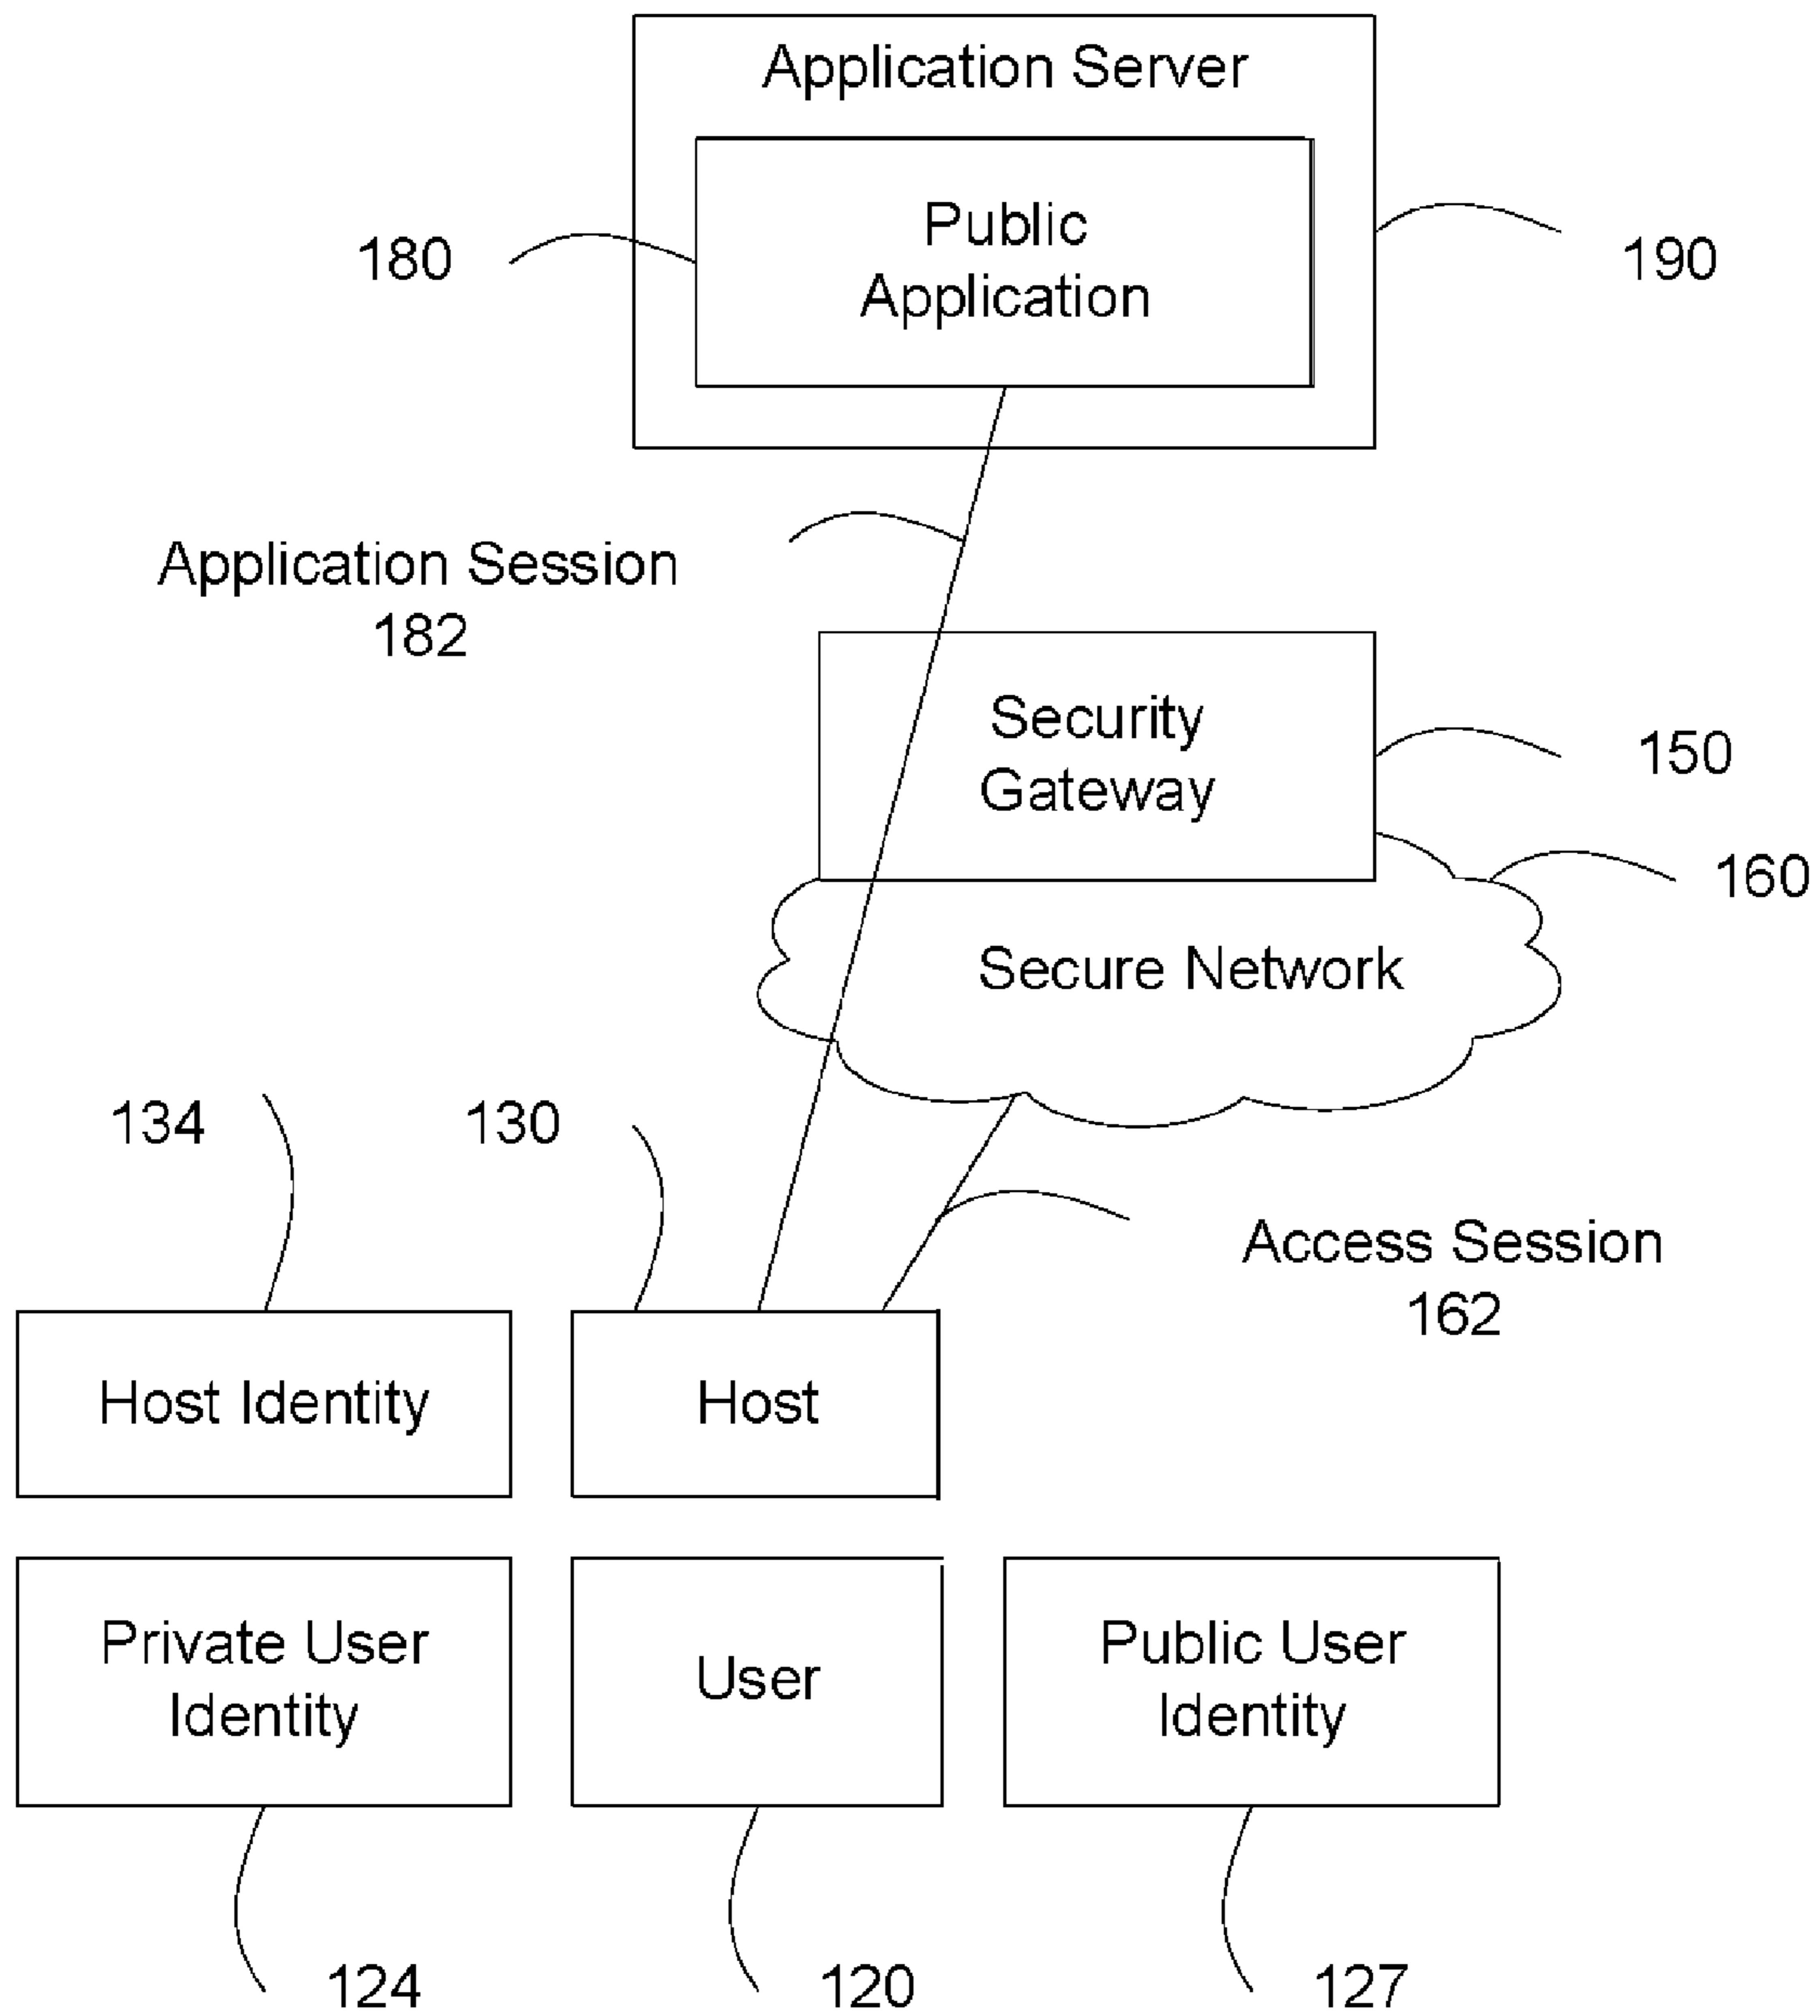 Application Server
Public
Application
180
190
Application Session
182
Security
Gateway
150
160
Secure Network
134
130
Access Session
162
Host Identity
Host
Private User
Identity
User
Public User
Identity
124
120
127